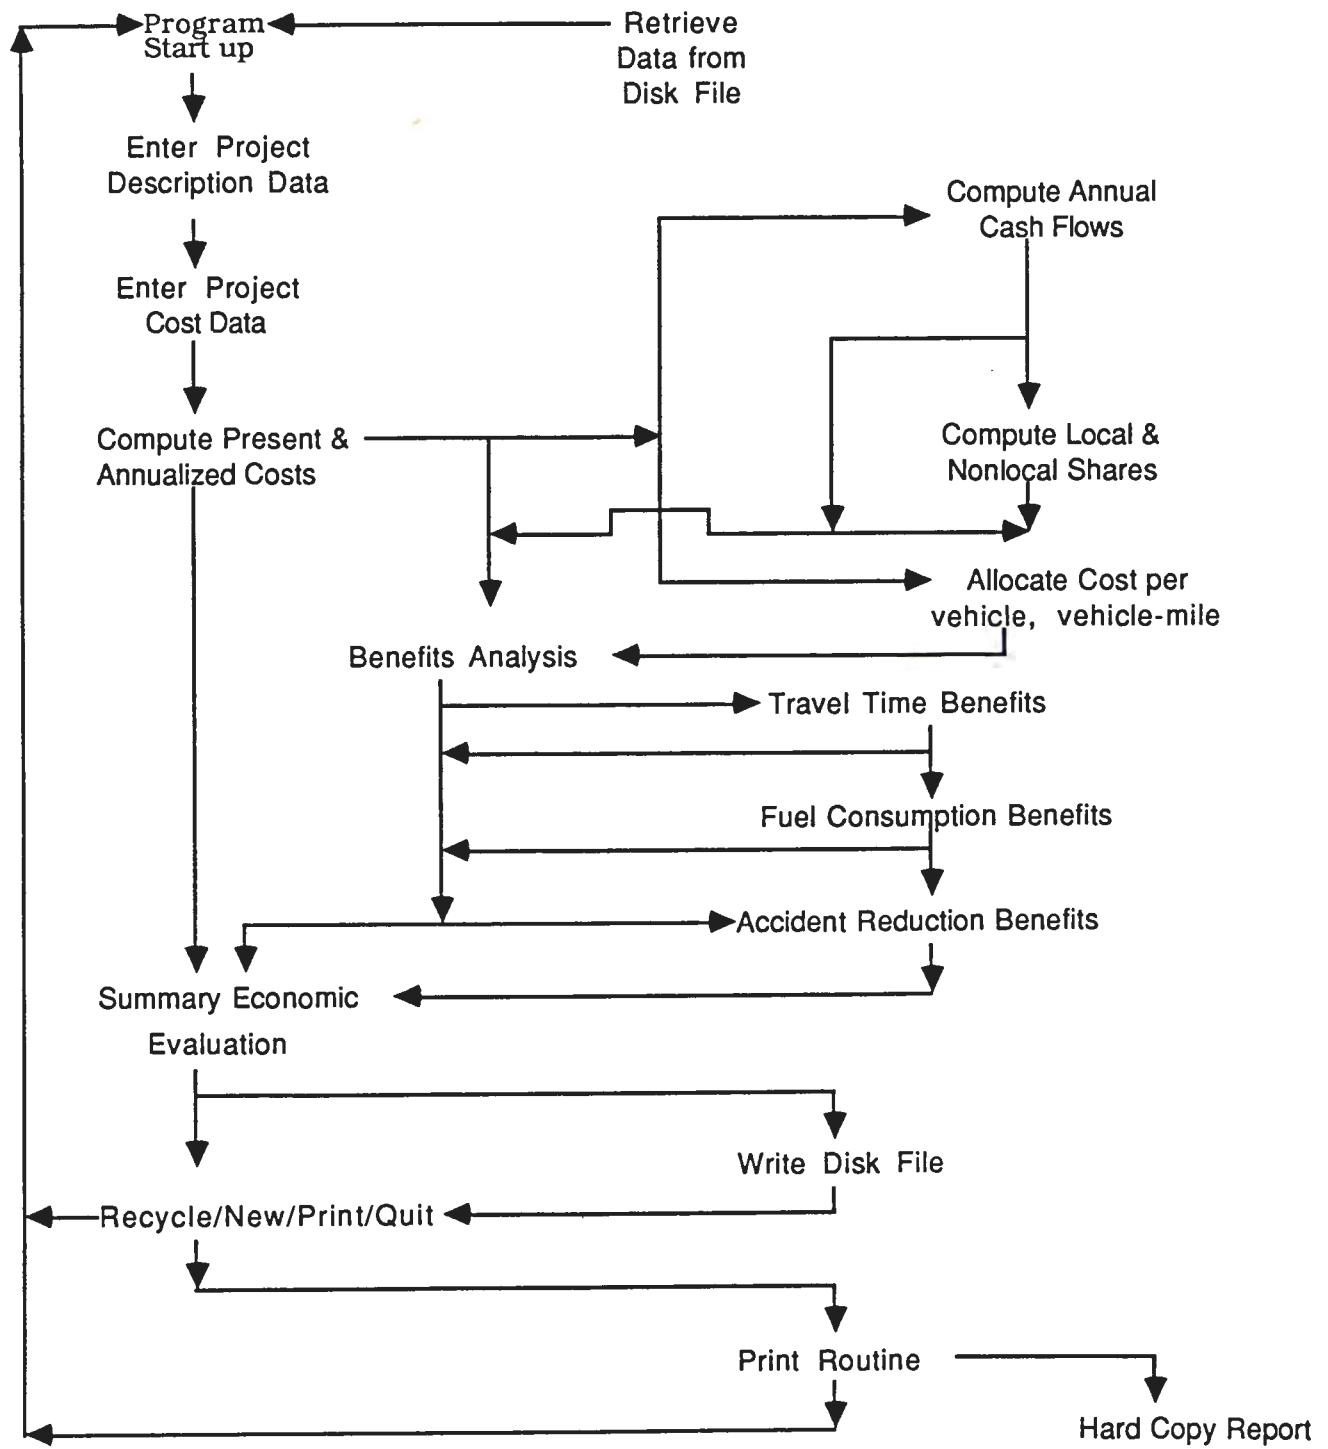 Program
Start up
Retrieve
Data from
Disk File
Enter Project
Description Data
Compute Annual
Cash Flows
Enter Project
Cost Data
Compute Present &
Annualized Costs
Compute Local &
Nonlocal Shares
Allocate Cost per
vehicle, vehicle-mile
Benefits Analysis
Travel Time Benefits
Fuel Consumption Benefits
Accident Reduction Benefits
Summary Economic
Evaluation
Write Disk File
Recycle/New/Print/Quit
Print Routine
Hard Copy Report